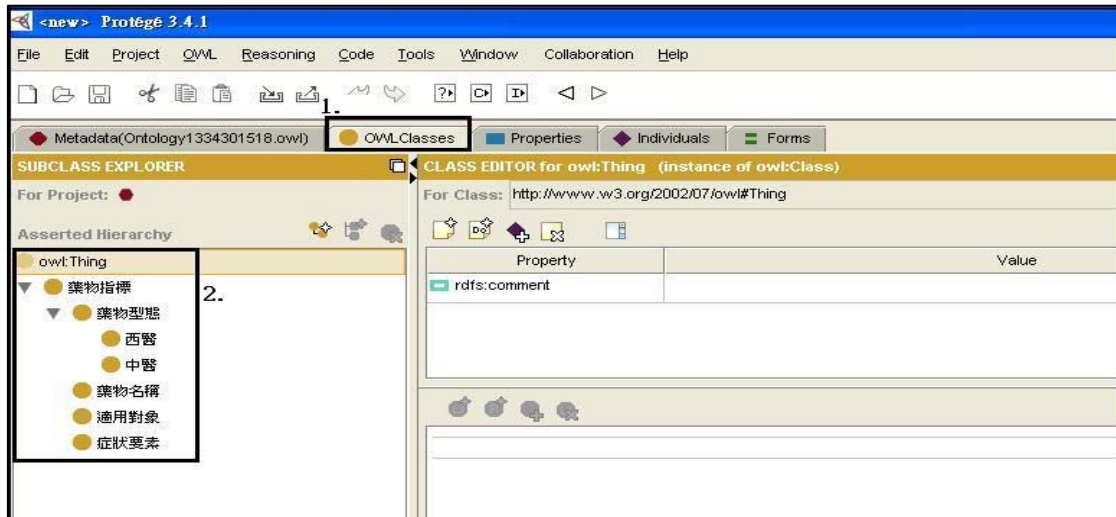 <new> Protégé 3.4.1
File Edit Project OWL Reasoning Code Tools Window Collaboration Help
1.
Metadata(Ontology1334301518.owl) OWLClasses Properties Individuals Forms
SUBCLASS EXPLORER
CLASS EDITOR for owl:Thing (instance of owl:Class)
For Project:
For Class: http://www.w3.org/2002/07/owl#Thing
Asserted Hierarchy
Property Value
owl:Thing
rdfs:comment
藥物指標
2.
藥物型態
西醫
中醫
藥物名稱
適用對象
症狀要素